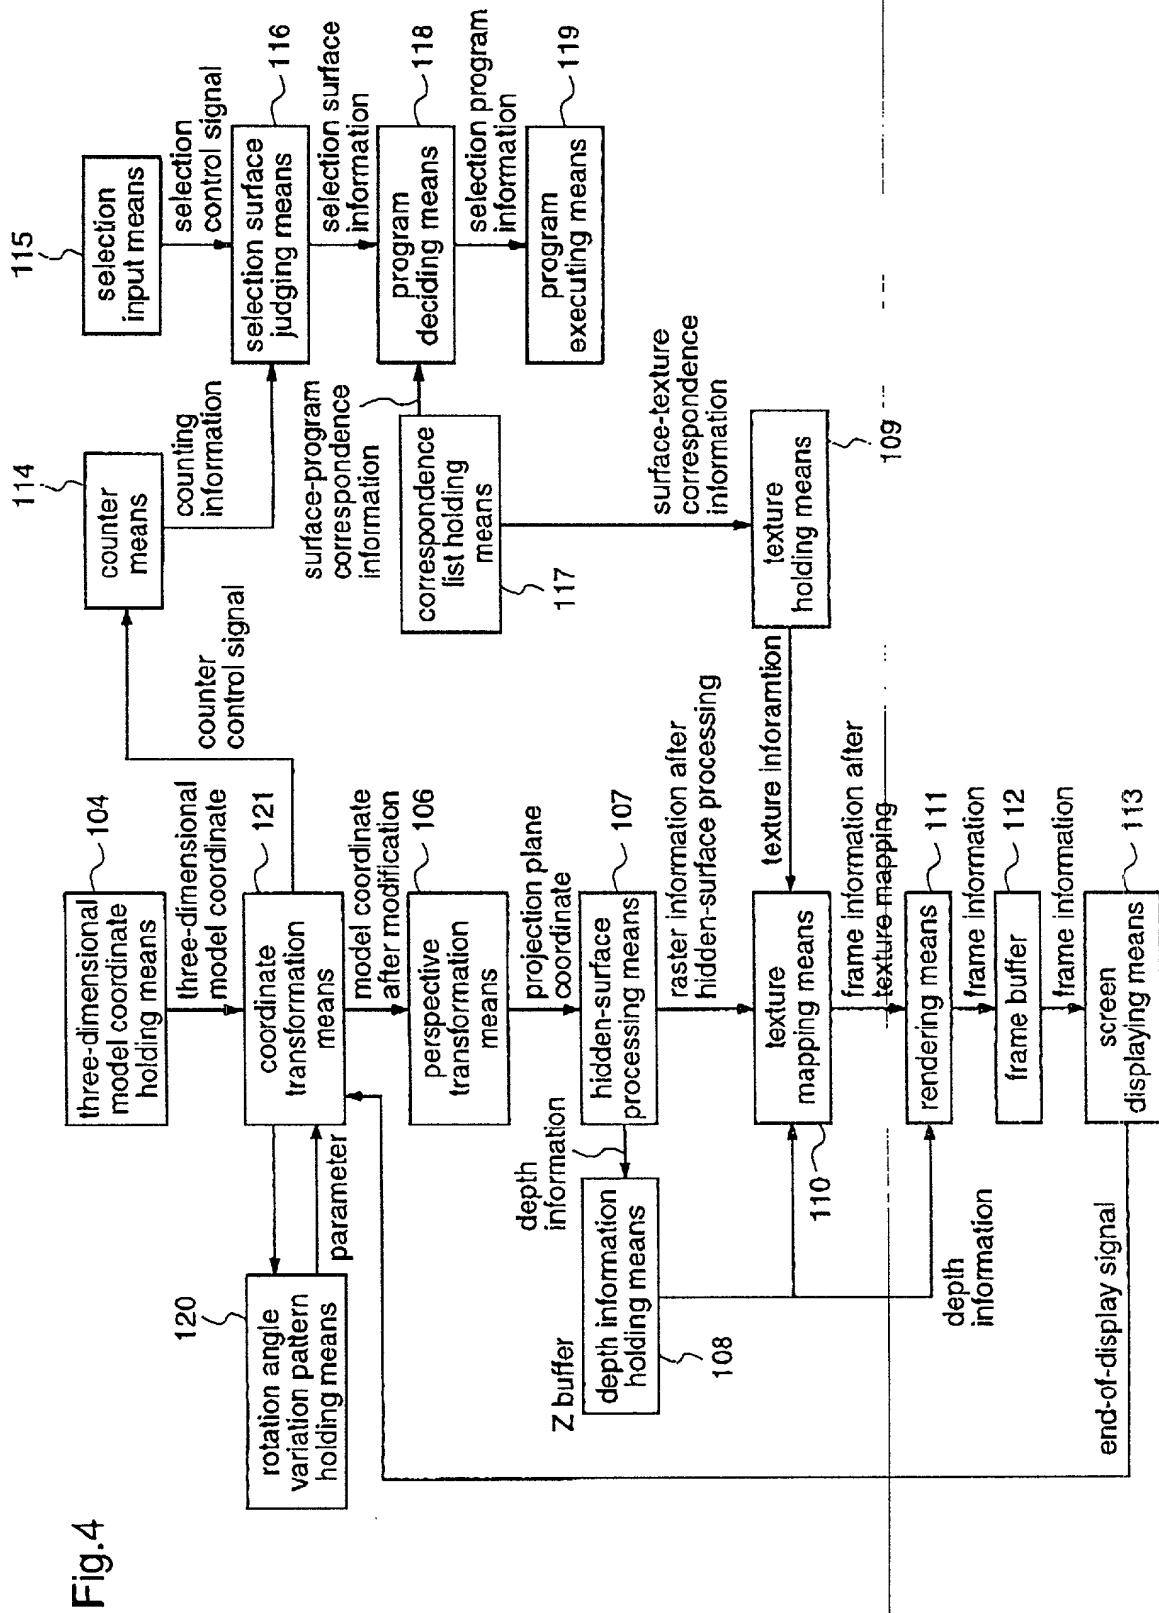 Fig.4
115
selection
input means
selection
control signal
116
selection surface
judging means
selection surface
information
118
program
deciding means
selection program
information
119
program
executing means
114
counter
means
counting
information
surface-program
correspondence
information
correspondence
list holding
means
117
surface-texture
correspondence
information
texture
holding means
109
texture inforamtion
counter
control signal
104
three-dimensional
model coordinate
holding means
three-dimensional
model coordinate
121
coordinate
transformation
means
model coordinate
after modification
106
perspective
transformation
means
projection plane
coordinate
107
hidden-surface
processing means
raster information after
hidden-surface processing
texture
mapping means
110
frame information after
texture mapping
111
rendering means
frame information
112
frame buffer
frame information
113
screen
displaying means
120
rotation angle
variation pattern
holding means
parameter
depth
information
Z buffer
depth information
holding means
108
depth
information
end-of-display signal